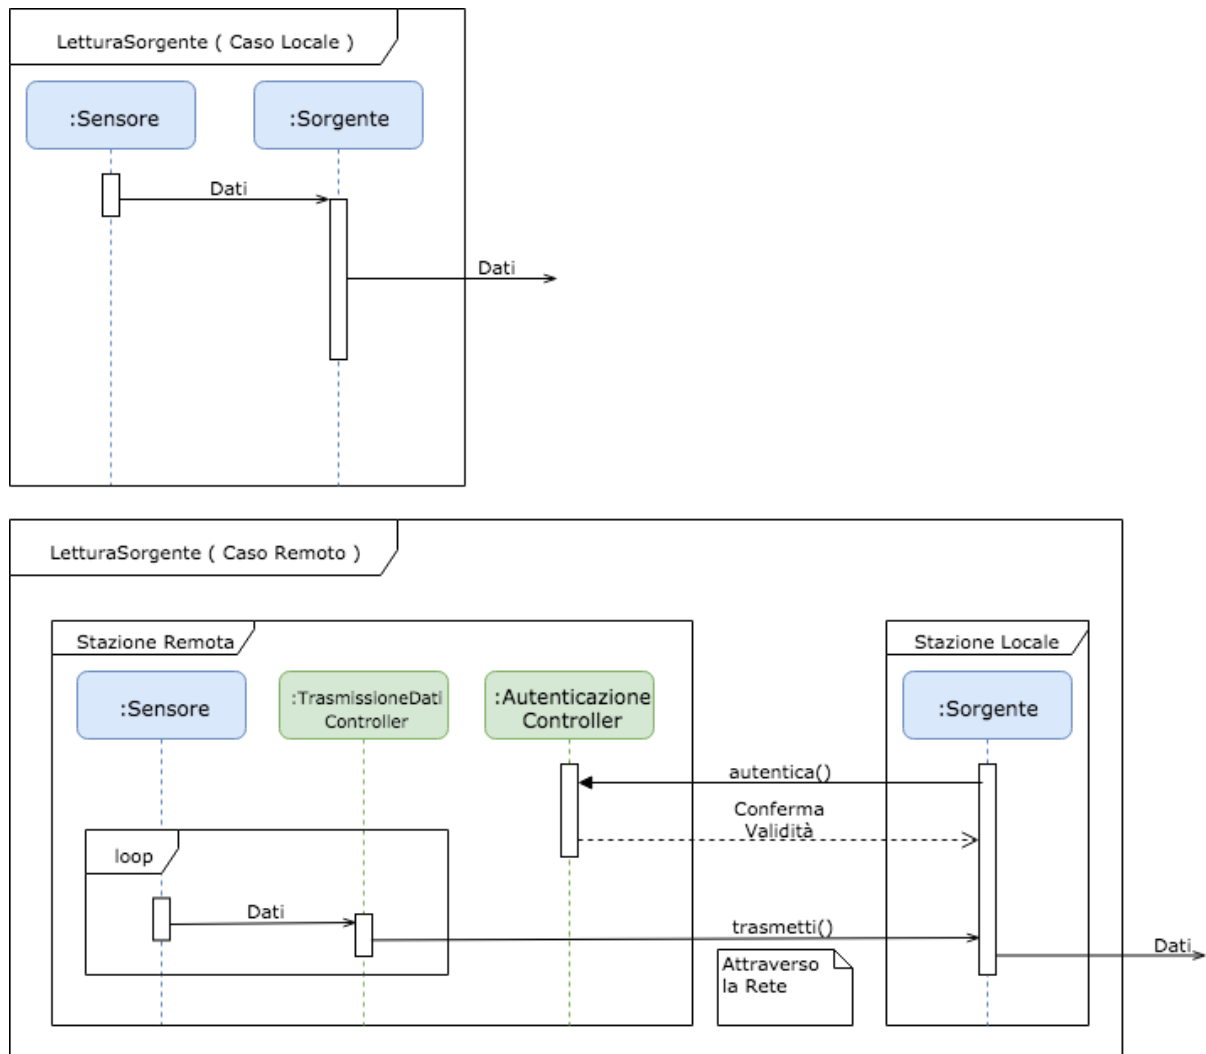 LetturaSorgente ( Caso Locale )
:Sensore
:Sorgente
Dati
Dati
LetturaSorgente ( Caso Remoto )
Stazione Remota
Stazione Locale
:Sensore
:TrasmissioneDati
Controller
:Autenticazione
Controller
:Sorgente
autentica()
Conferma
Validità
loop
Dati
trasmetti()
Dati
Attraverso
la Rete